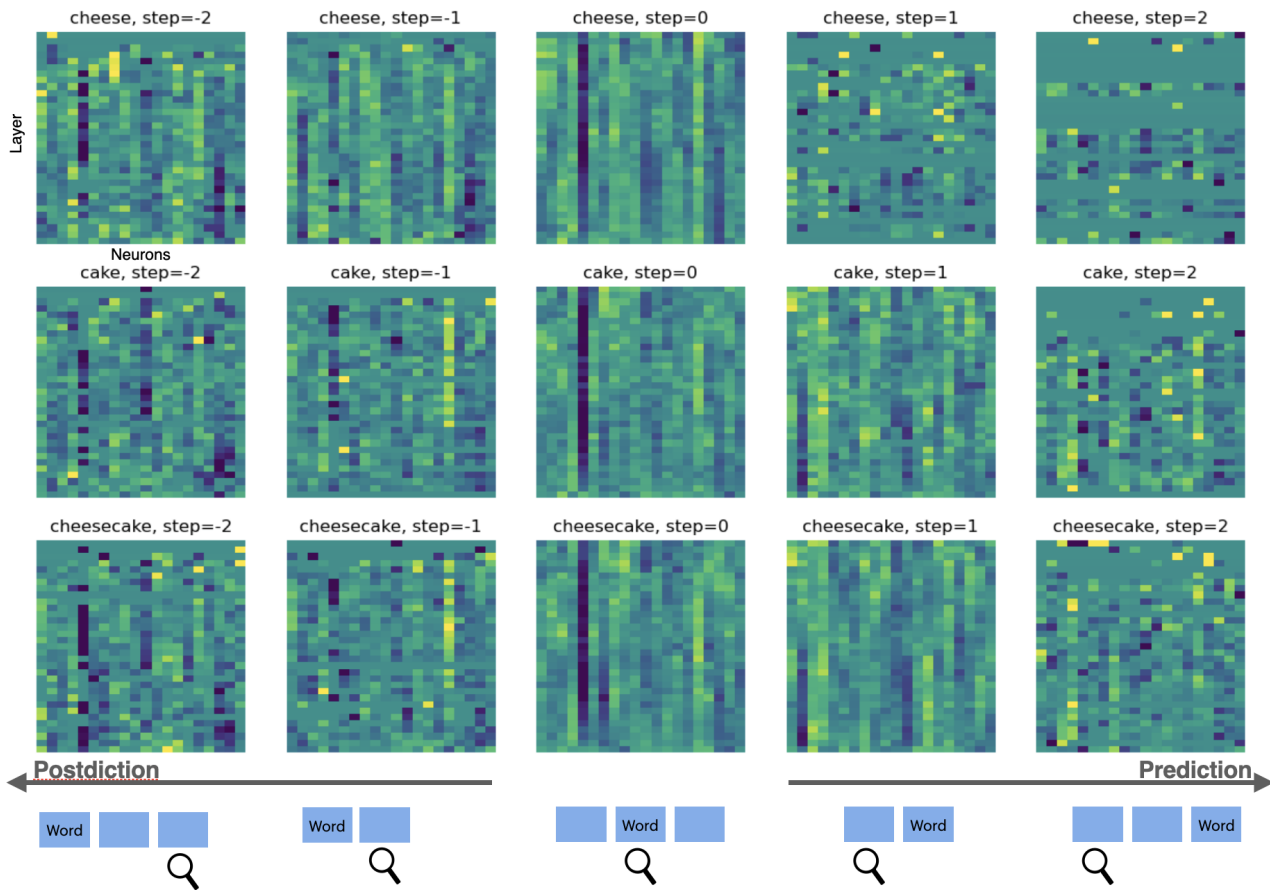 cheese, step=-2
cheese, step=-1
cheese, step=0
cheese, step=1
cheese, step=2
Layer
Neurons
cake, step=-2
cake, step=-1
cake, step=0
cake, step=1
cake, step=2
cheesecake, step=-2
cheesecake, step=-1
cheesecake, step=0
cheesecake, step=1
cheesecake, step=2
Postdiction
Prediction
Word
Word
Word
Word
Word